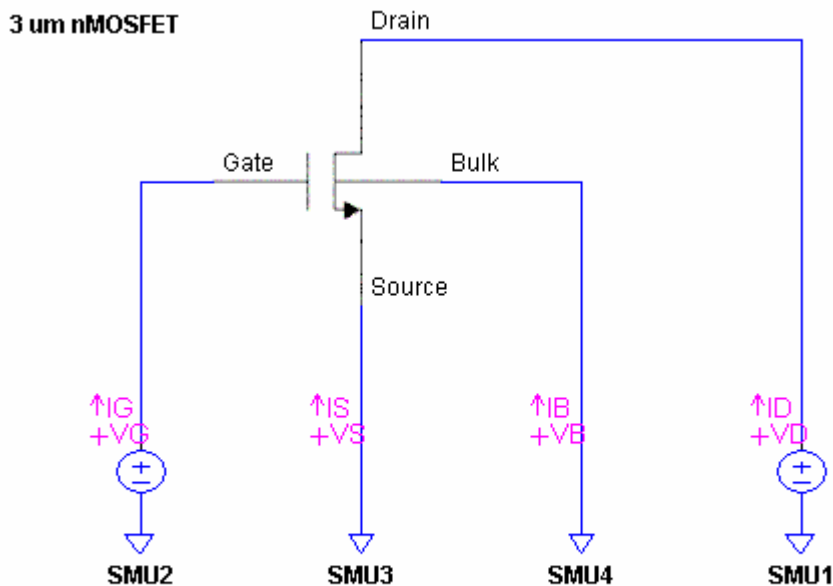 3 um nMOSFET
Drain
Gate
Bulk
Source
↑IG ↑IS ↑IB ↑ID
+VG +VS +VB +VD
SMU2 SMU3 SMU4 SMU1